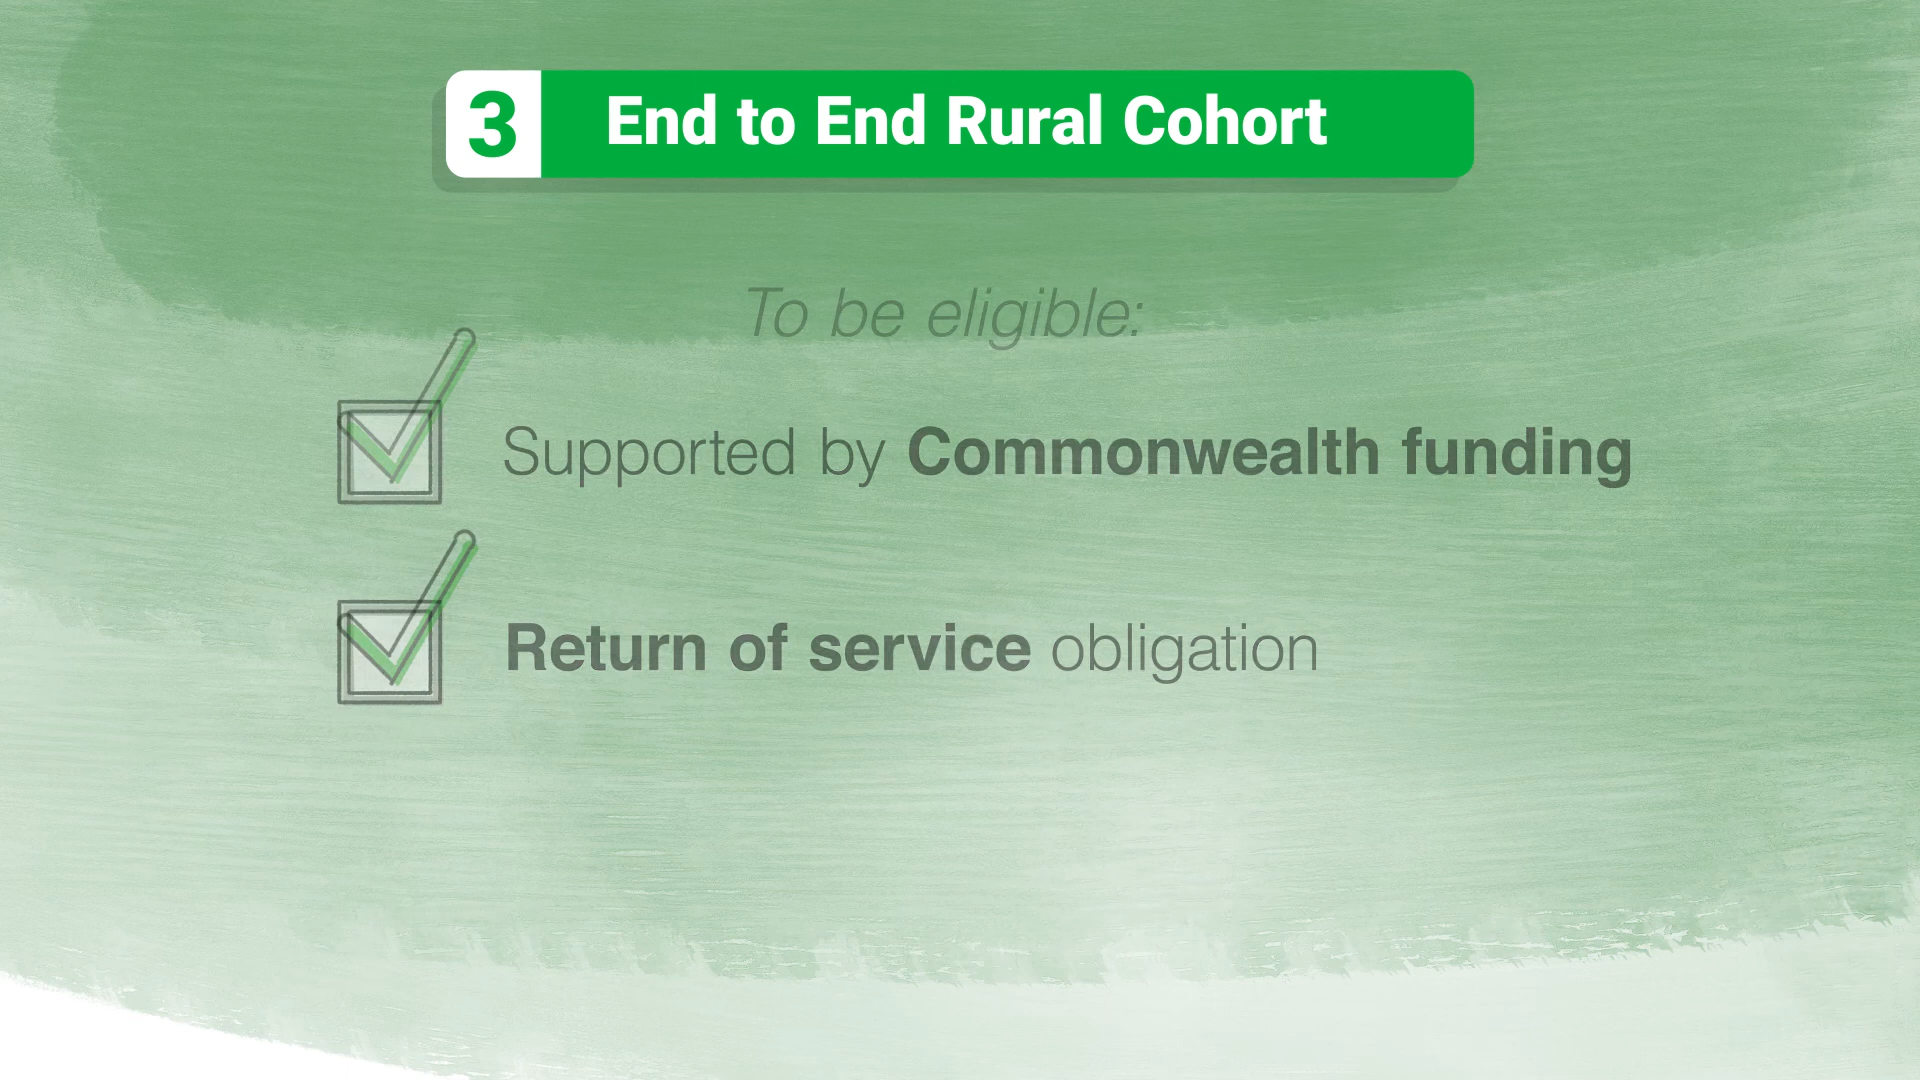 3 End to End Rural Cohort
To be eligible:
Supported by Commonwealth funding
Return of service obligation